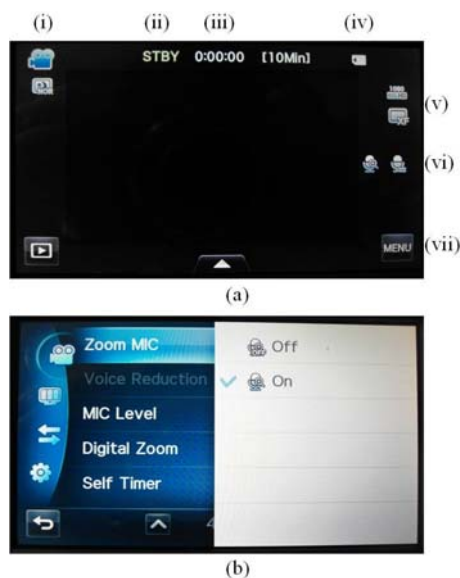 (i) (ii) (iii) (iv)
STBY 0:00:00 [10Min]
1080
(v)
(vi)
MENU (vii)
(a)
Zoom MIC
Off
Voice Reduction
On
MIC Level
Digital Zoom
Self Timer
(b)